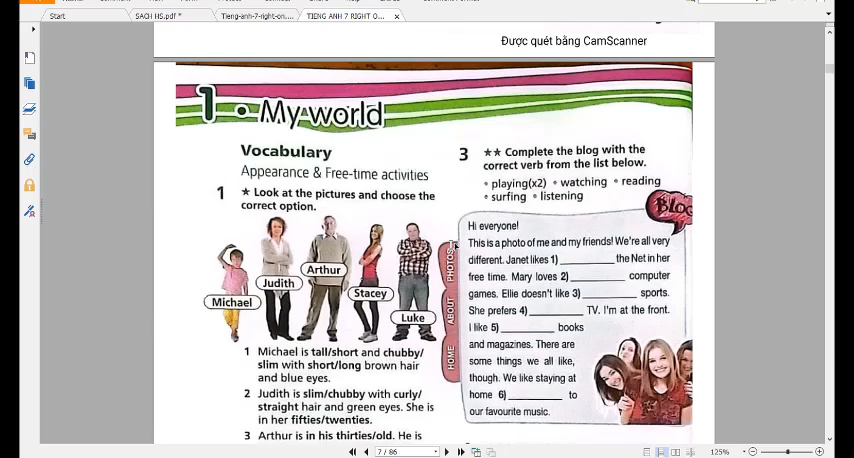 Start
SACH HS.pdf *
Tieng-anh-7-right-on....
TIENG ANH 7 RIGHT O...
Được quét bằng CamScanner
1 • My world
Vocabulary
Appearance & Free-time activities
1 ★ Look at the pictures and choose the
correct option.
Michael
Judith
Arthur
Stacey
Luke
1 Michael is tall/short and chubby/
slim with short/long brown hair
and blue eyes.
2 Judith is slim/chubby with curly/
straight hair and green eyes. She is
in her fifties/twenties.
3 Arthur is in his thirties/old. He is
3 ★★ Complete the blog with the
correct verb from the list below.
• playing(x2) • watching • reading
• surfing • listening
Blog
PHOTOS
ABOUT
HOME
Hi everyone!
This is a photo of me and my friends! We're all very
different. Janet likes 1) __________ the Net in her
free time. Mary loves 2) __________ computer
games. Ellie doesn't like 3) __________ sports.
She prefers 4) __________ TV. I'm at the front.
I like 5) __________ books
and magazines. There are
some things we all like,
though. We like staying at
home 6) __________ to
our favourite music.
7 / 86
125%